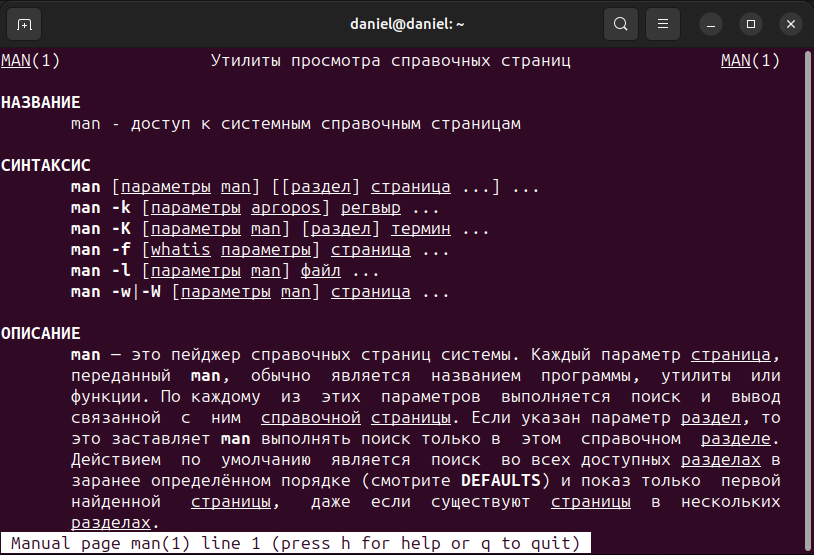 daniel@daniel: ~
MAN(1) Утилиты просмотра справочных страниц MAN(1)
НАЗВАНИЕ
man - доступ к системным справочным страницам
СИНТАКСИС
man [параметры man] [[раздел] страница ...] ...
man -k [параметры apropos] регвыр ...
man -K [параметры man] [раздел] термин ...
man -f [whatis параметры] страница ...
man -l [параметры man] файл ...
man -w|-W [параметры man] страница ...
ОПИСАНИЕ
man — это пейджер справочных страниц системы. Каждый параметр страница,
переданный man, обычно является названием программы, утилиты или
функции. По каждому из этих параметров выполняется поиск и вывод
связанной с ним справочной страницы. Если указан параметр раздел, то
это заставляет man выполнять поиск только в этом справочном разделе.
Действием по умолчанию является поиск во всех доступных разделах в
заранее определённом порядке (смотрите DEFAULTS) и показ только первой
найденной страницы, даже если существуют страницы в нескольких
разделах.
Manual page man(1) line 1 (press h for help or q to quit)